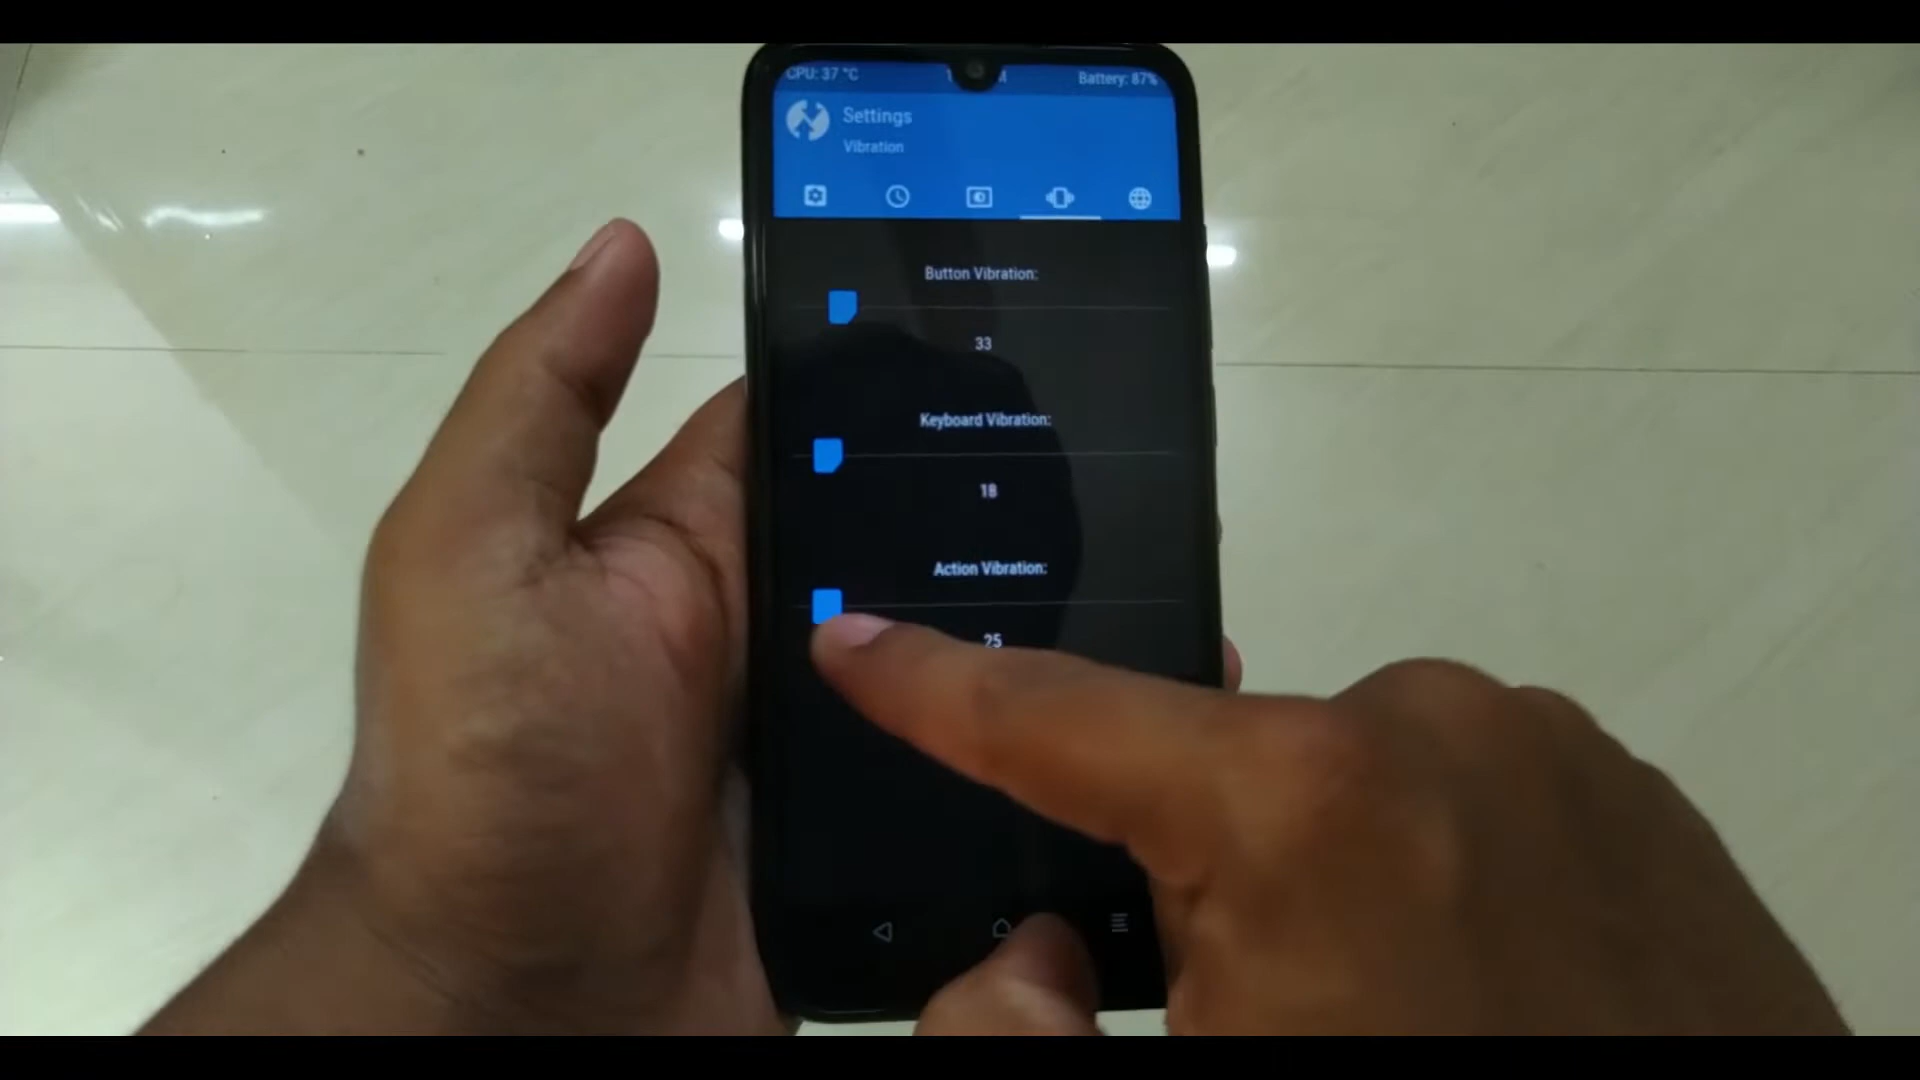 CPU: 37 °C
Battery: 87%
Settings
Vibration
Button Vibration:
33
Keyboard Vibration:
18
Action Vibration:
25